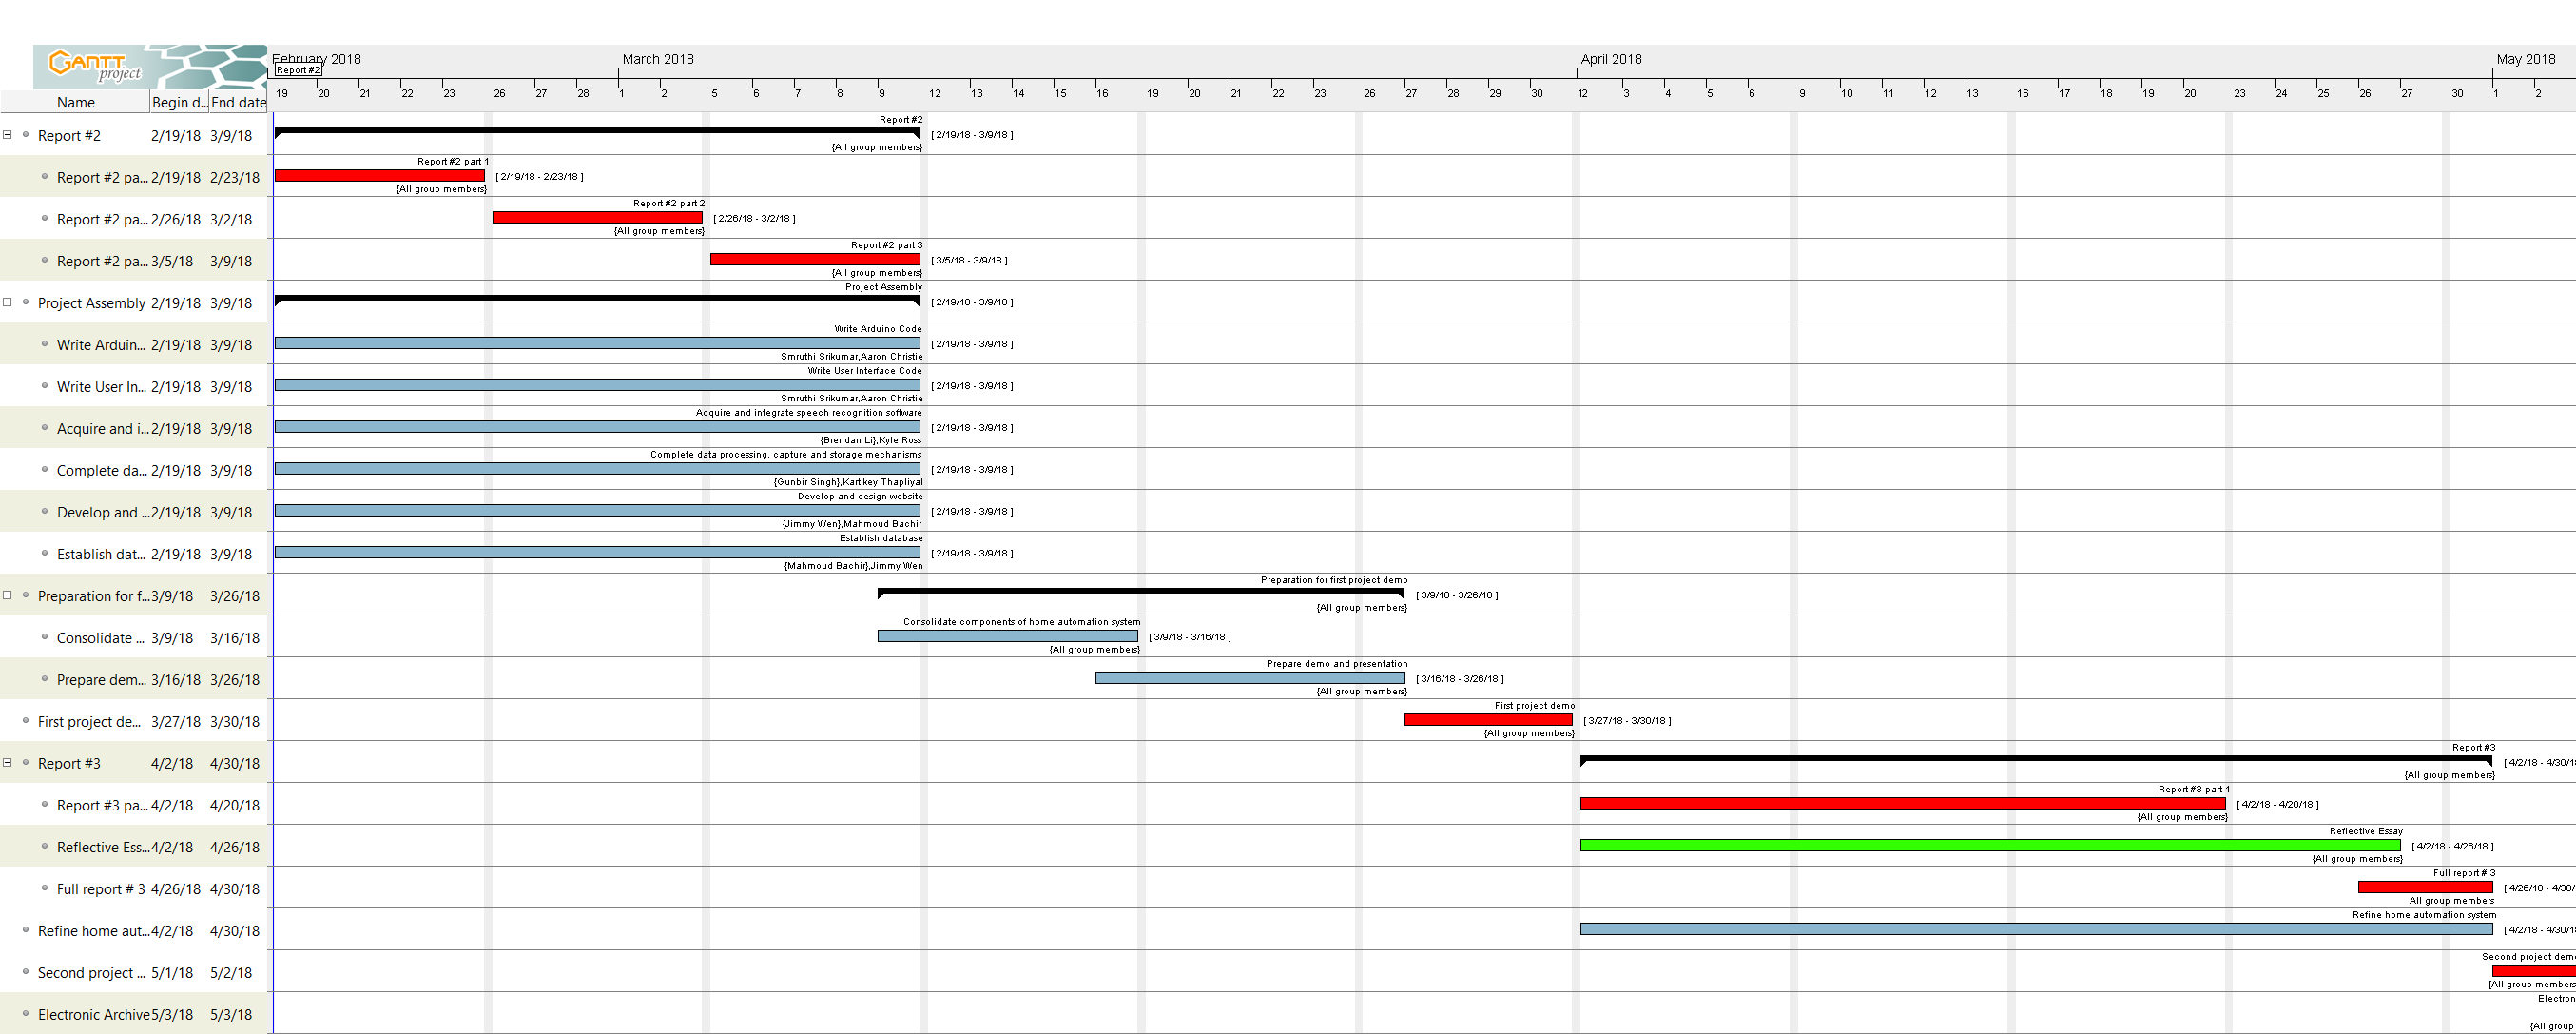 GANTT project
February 2018 March 2018 April 2018 May 2018
Report #2
19 20 21 22 23 26 27 28 1 2 5 6 7 8 9 12 13 14 15 16 19 20 21 22 23 26 27 28 29 30 2 3 4 5 6 9 10 11 12 13 16 17 18 19 20 23 24 25 26 27 30 1 2
Name Begin d... End date
Report #2
Report #2 2/19/18 3/9/18 [ 2/19/18 - 3/9/18 ]
{All group members}
Report #2 part 1
Report #2 pa... 2/19/18 2/23/18 [ 2/19/18 - 2/23/18 ]
{All group members}
Report #2 part 2
Report #2 pa... 2/26/18 3/2/18 [ 2/26/18 - 3/2/18 ]
{All group members}
Report #2 part 3
Report #2 pa... 3/5/18 3/9/18 [ 3/5/18 - 3/9/18 ]
{All group members}
Project Assembly
Project Assembly 2/19/18 3/9/18 [ 2/19/18 - 3/9/18 ]
Write Arduino Code
Write Arduin... 2/19/18 3/9/18 [ 2/19/18 - 3/9/18 ]
Smruthi Srikumar,Aaron Christie
Write User Interface Code
Write User In... 2/19/18 3/9/18 [ 2/19/18 - 3/9/18 ]
Smruthi Srikumar,Aaron Christie
Acquire and integrate speech recognition software
Acquire and i... 2/19/18 3/9/18 [ 2/19/18 - 3/9/18 ]
{Brendan Li},Kyle Ross
Complete data processing, capture and storage mechanisms
Complete da... 2/19/18 3/9/18 [ 2/19/18 - 3/9/18 ]
{Gunbir Singh},Kartikey Thapliyal
Develop and design website
Develop and ... 2/19/18 3/9/18 [ 2/19/18 - 3/9/18 ]
{Jimmy Wen},Mahmoud Bachir
Establish database
Establish dat... 2/19/18 3/9/18 [ 2/19/18 - 3/9/18 ]
{Mahmoud Bachir},Jimmy Wen
Preparation for first project demo
Preparation for f... 3/9/18 3/26/18 [ 3/9/18 - 3/26/18 ]
{All group members}
Consolidate components of home automation system
Consolidate ... 3/9/18 3/16/18 [ 3/9/18 - 3/16/18 ]
{All group members}
Prepare demo and presentation
Prepare dem... 3/16/18 3/26/18 [ 3/16/18 - 3/26/18 ]
{All group members}
First project demo
First project de... 3/27/18 3/30/18 [ 3/27/18 - 3/30/18 ]
{All group members}
Report #3
Report #3 4/2/18 4/30/18 [ 4/2/18 - 4/30/18
{All group members}
Report #3 part 1
Report #3 pa... 4/2/18 4/20/18 [ 4/2/18 - 4/20/18 ]
{All group members}
Reflective Essay
Reflective Ess... 4/2/18 4/26/18 [ 4/2/18 - 4/26/18 ]
{All group members}
Full report # 3
Full report # 3 4/26/18 4/30/18 [ 4/26/18 - 4/30/
All group members
Refine home automation system
Refine home aut... 4/2/18 4/30/18 [ 4/2/18 - 4/30/18
Second project demo
Second project ... 5/1/18 5/2/18
{All group members
Electron
Electronic Archive 5/3/18 5/3/18
{All group